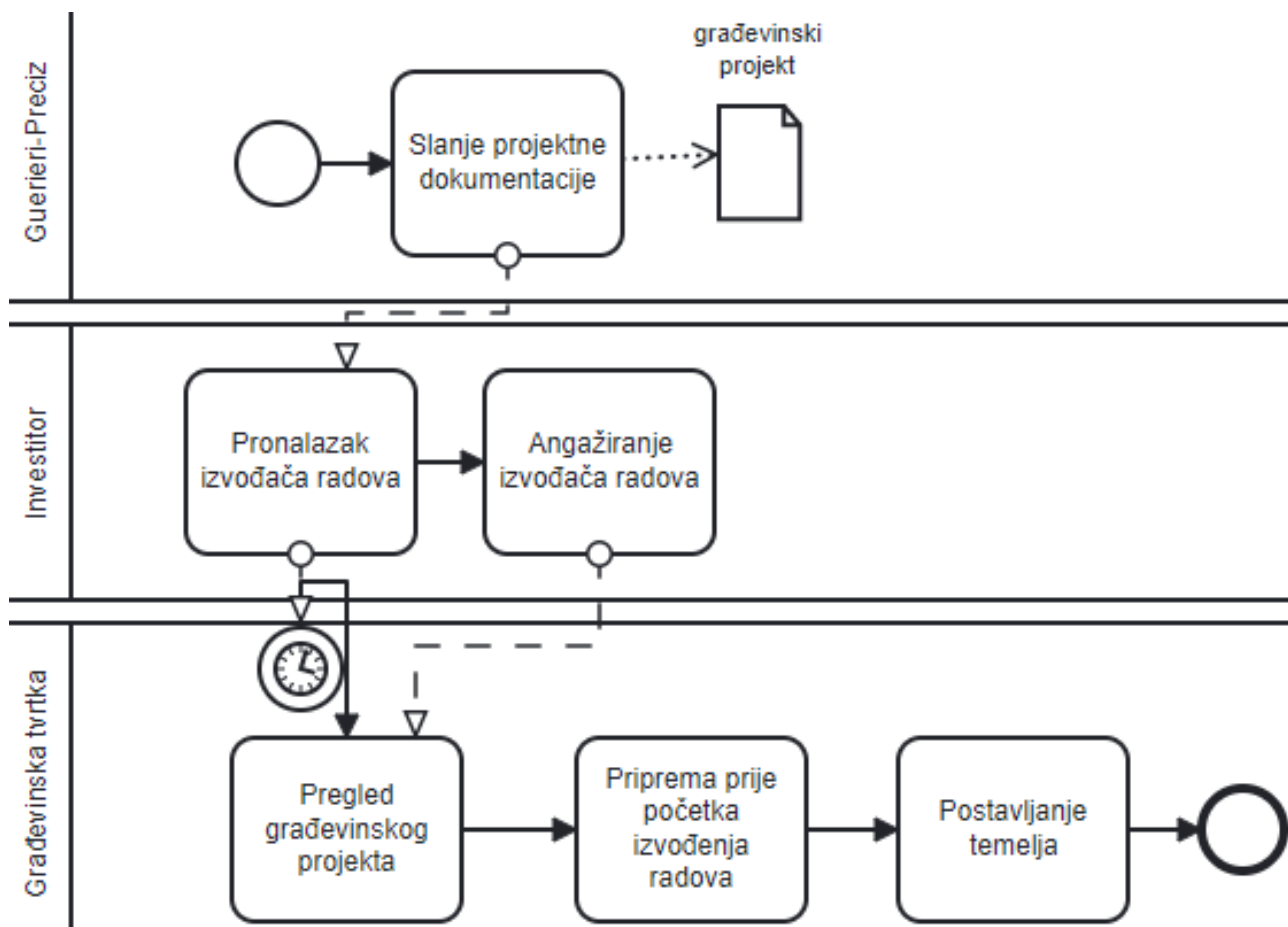 Guerieri-Preciz
građevinski
projekt
Slanje projektne
dokumentacije
Investitor
Pronalazak
izvođača radova
Angažiranje
izvođača radova
Građevinska tvrtka
Pregled
građevinskog
projekta
Priprema prije
početka
izvođenja
radova
Postavljanje
temelja